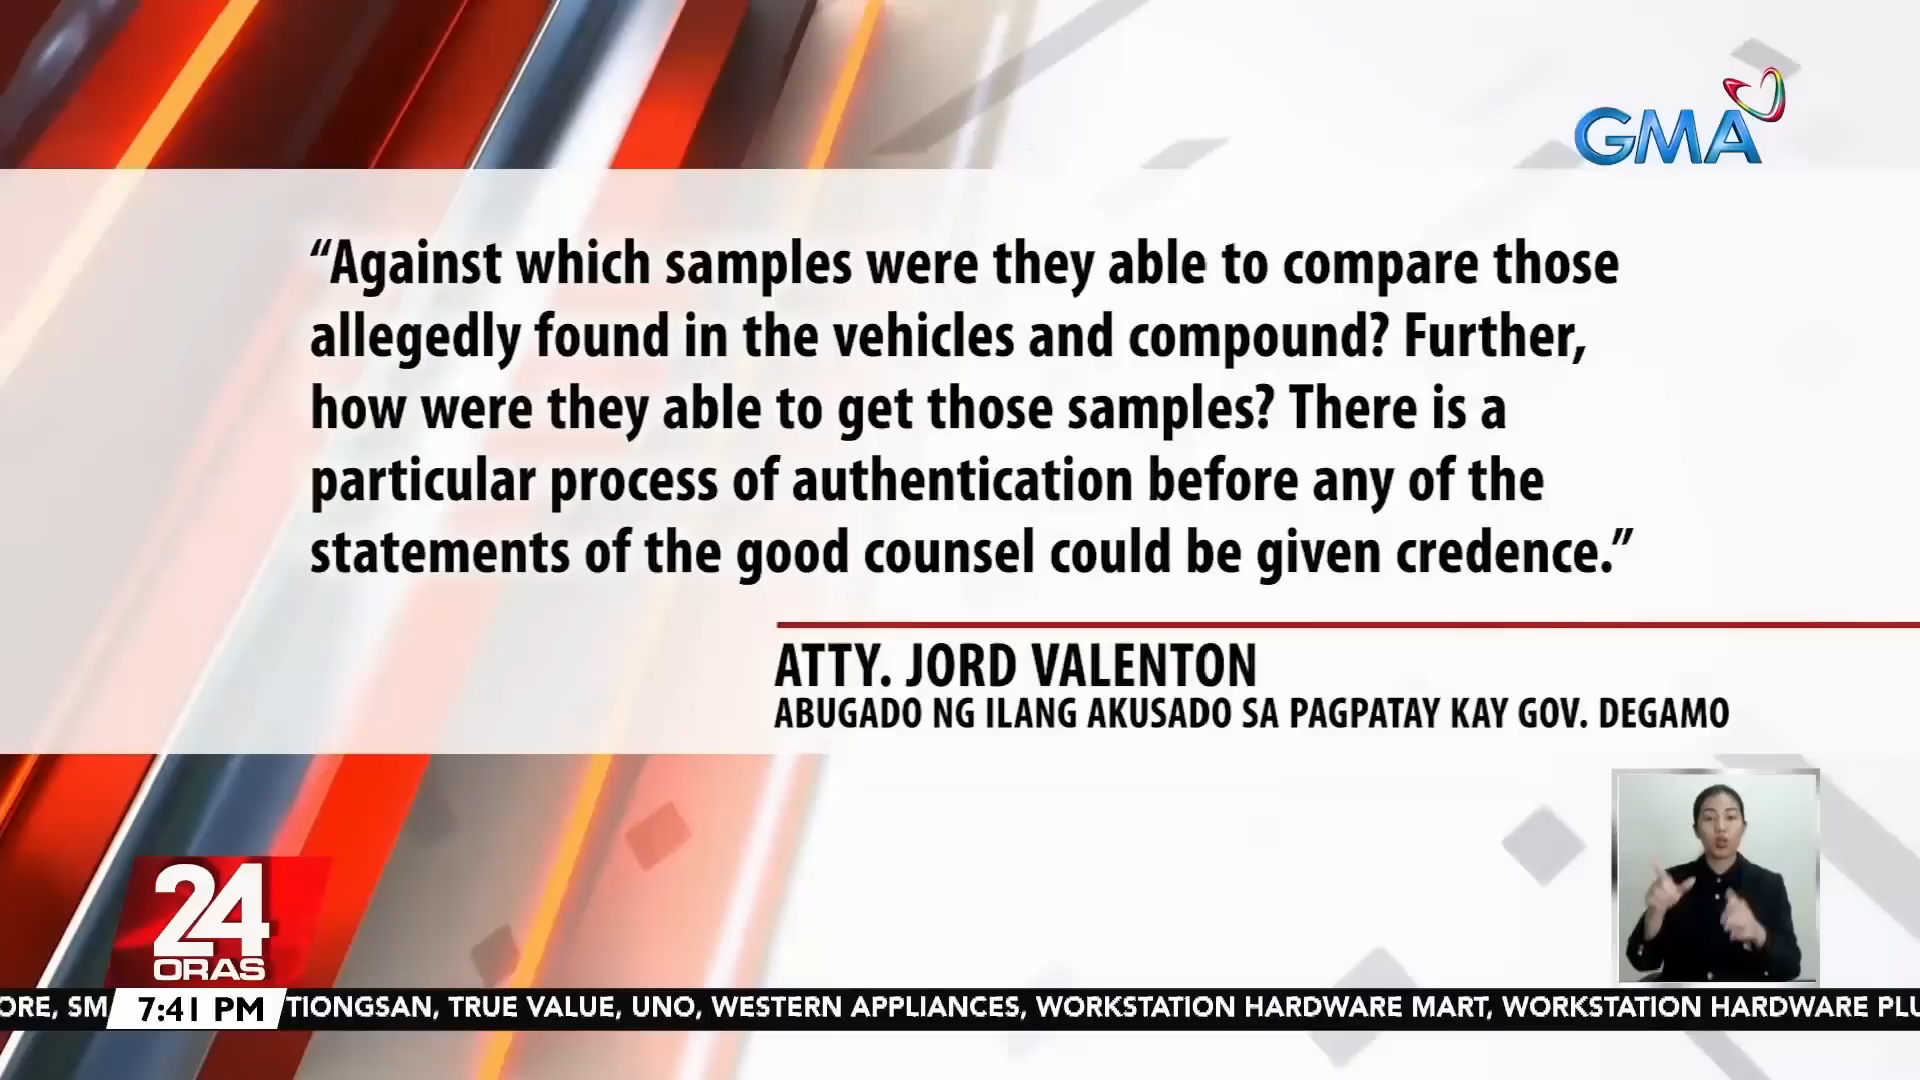 GMA
“Against which samples were they able to compare those
allegedly found in the vehicles and compound? Further,
how were they able to get those samples? There is a
particular process of authentication before any of the
statements of the good counsel could be given credence.”
ATTY. JORD VALENTON
ABUGADO NG ILANG AKUSADO SA PAGPATAY KAY GOV. DEGAMO
24
ORAS
ORE, SM 7:41 PM TIONGSAN, TRUE VALUE, UNO, WESTERN APPLIANCES, WORKSTATION HARDWARE MART, WORKSTATION HARDWARE PLU